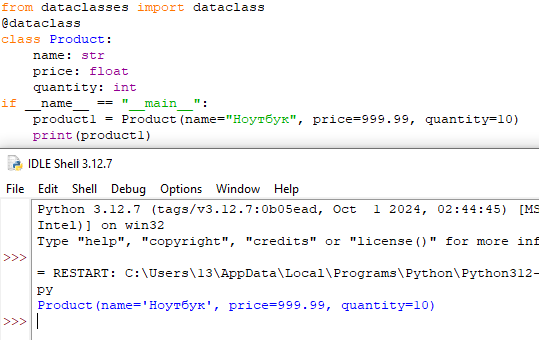 from dataclasses import dataclass
@dataclass
class Product:
    name: str
    price: float
    quantity: int
if __name__ == "__main__":
    product1 = Product(name="Ноутбук", price=999.99, quantity=10)
    print(product1)
IDLE Shell 3.12.7
File Edit Shell Debug Options Window Help
Python 3.12.7 (tags/v3.12.7:0b05ead, Oct  1 2024, 02:44:45) [MS
Intel)] on win32
Type "help", "copyright", "credits" or "license()" for more inf
>>>
= RESTART: C:\Users\13\AppData\Local\Programs\Python\Python312-
py
Product(name='Ноутбук', price=999.99, quantity=10)
>>>